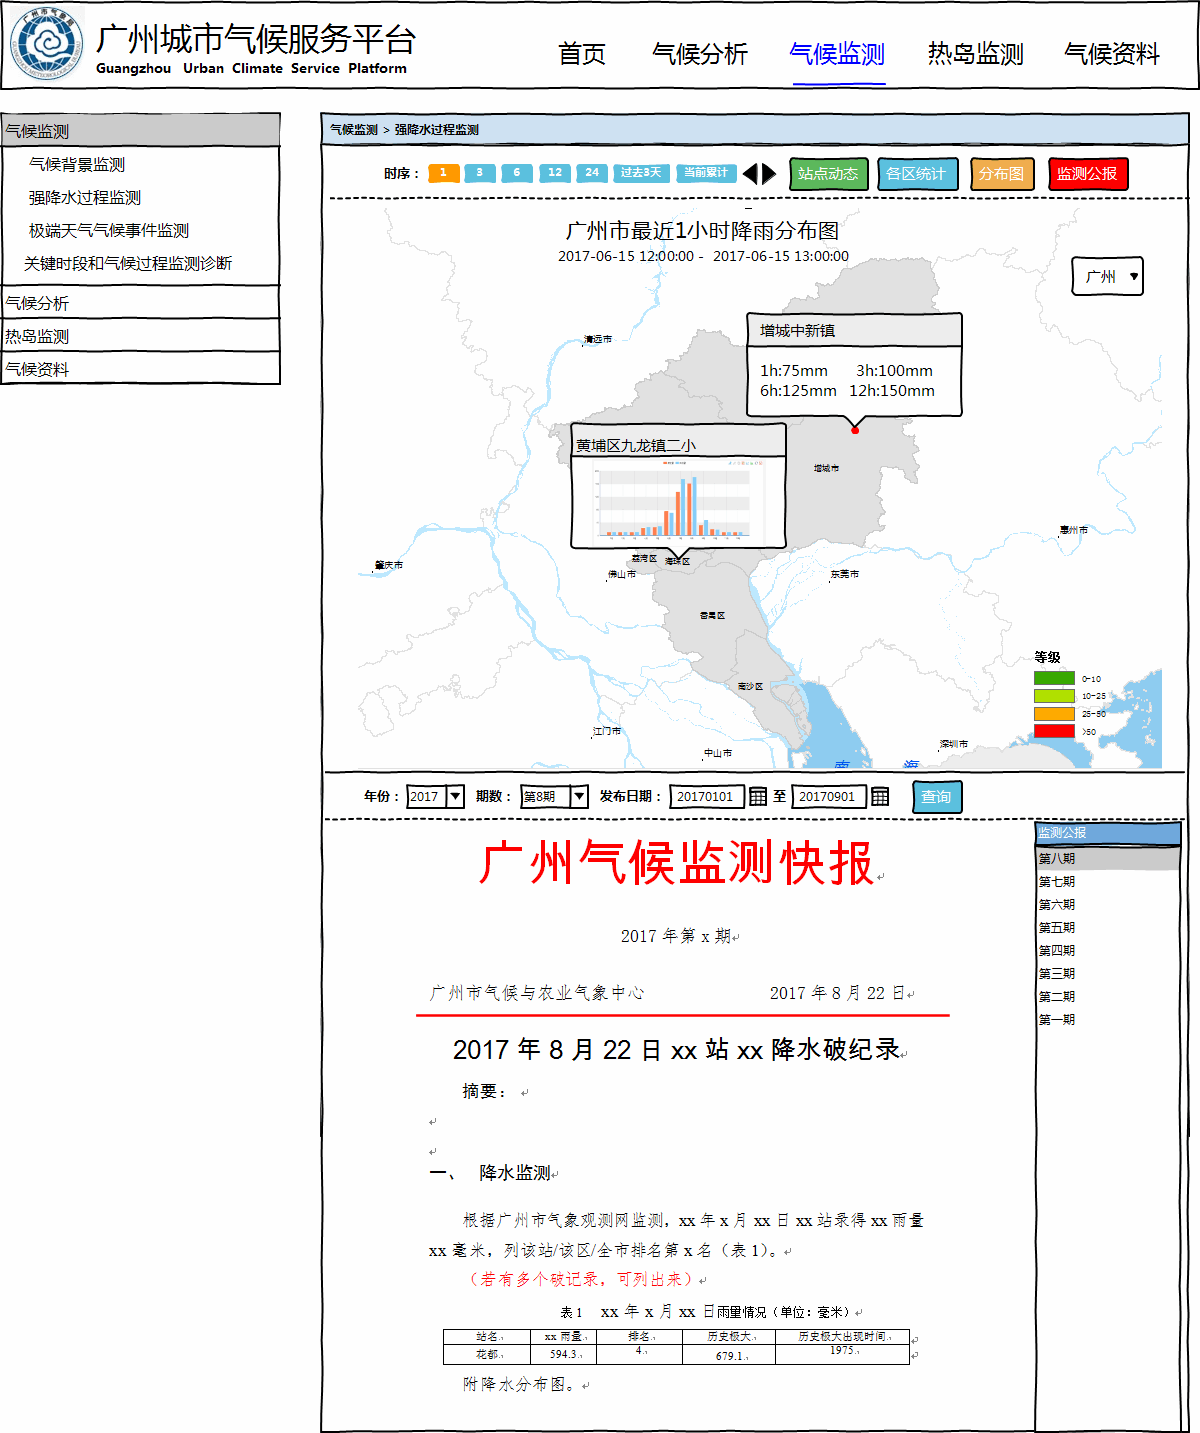 广州城市气候服务平台
Guangzhou Urban Climate Service Platform
首页 气候分析 气候监测 热岛监测 气候资料
气候监测
气候背景监测
强降水过程监测
极端天气气候事件监测
关键时段和气候过程监测诊断
气候分析
热岛监测
气候资料
气候监测 > 强降水过程监测
时序： 1 3 6 12 24 过去3天 当前累计 站点动态 各区统计 分布图 监测公报
广州市最近1小时降雨分布图
2017-06-15 12:00:00 - 2017-06-15 13:00:00
广州
清远市
增城中新镇
1h:75mm 3h:100mm
6h:125mm 12h:150mm
黄埔区九龙镇二小
增城市
惠州市
荔湾区 海珠区
肇庆市
佛山市
东莞市
番禺区
南沙区
江门市
中山市
深圳市
南 海
等级
0-10
10-25
25-50
>50
年份： 2017 期数： 第8期 发布日期： 20170101 至 20170901 查询
广州气候监测快报
2017 年第 x 期
广州市气候与农业气象中心 2017 年 8 月 22 日
2017 年 8 月 22 日 xx 站 xx 降水破纪录
摘要：
一、 降水监测
根据广州市气象观测网监测，xx 年 x 月 xx 日 xx 站录得 xx 雨量
xx 毫米，列该站/该区/全市排名第 x 名（表 1）。
（若有多个破记录，可列出来）
表 1 xx 年 x 月 xx 日雨量情况（单位：毫米）
站名 xx 雨量 排名 历史极大 历史极大出现时间
花都 594.3 4 679.1 1975
附降水分布图。
监测公报
第八期
第七期
第六期
第五期
第四期
第三期
第二期
第一期